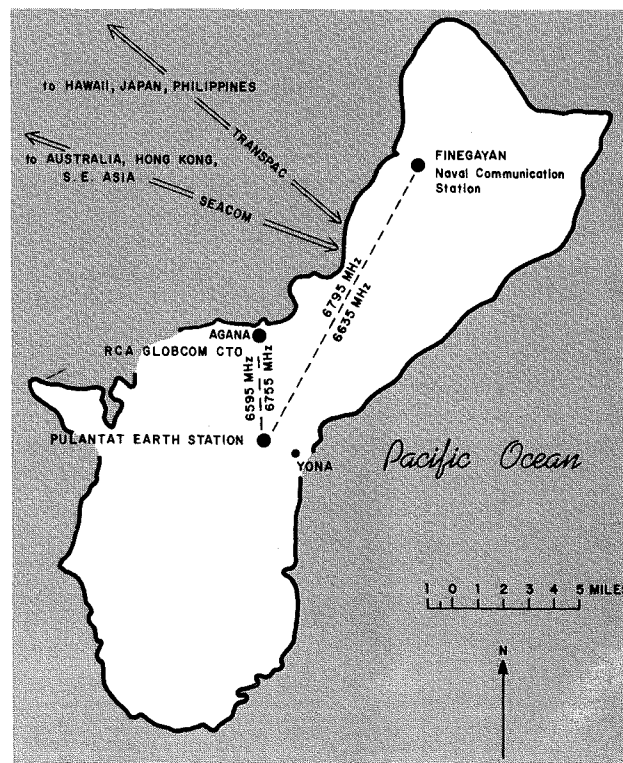 to HAWAII, JAPAN, PHILIPPINES
TRANSPAC
to AUSTRALIA, HONG KONG,
S. E. ASIA
SEACOM
FINEGAYAN
Naval Communication
Station
6795 MHz
6635 MHz
AGANA
RCA GLOBCOM CTO
6595 MHz
6755 MHz
PULANTAT EARTH STATION
YONA
Pacific Ocean
1 0 1 2 3 4 5 MILES
N